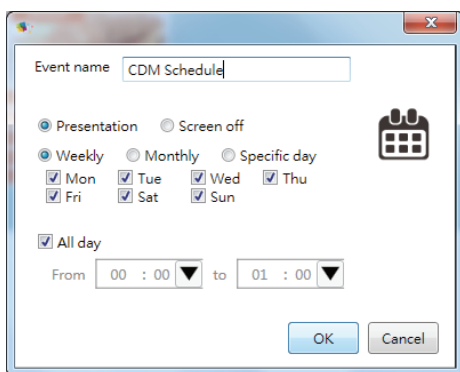 Event name CDM Schedule
Presentation Screen off
Weekly Monthly Specific day
Mon Tue Wed Thu
Fri Sat Sun
All day
From 00 : 00 to 01 : 00
OK Cancel